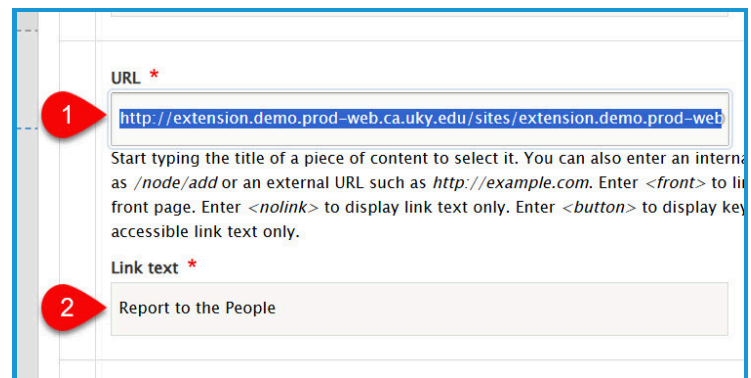 URL *
1
http://extension.demo.prod-web.ca.uky.edu/sites/extension.demo.prod-web
Start typing the title of a piece of content to select it. You can also enter an
as /node/add or an external URL such as http://example.com. Enter <front> to
front page. Enter <nolink> to display link text only. Enter <button> to display
accessible link text only.
Link text *
2
Report to the People